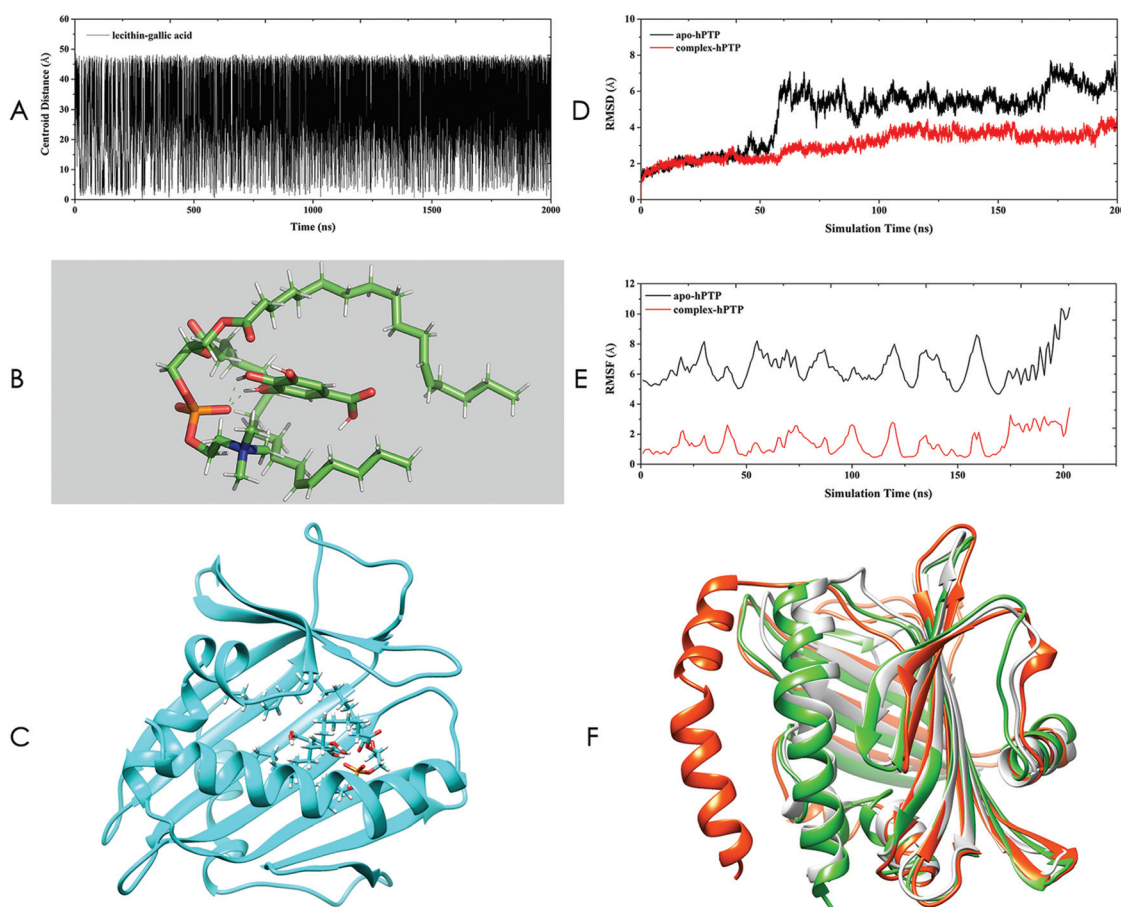 A
60
50
40
30
20
10
0
Centroid Distance (Å)
lecithin-gallic acid
0 500 1000 1500 2000
Time (ns)
B
C
D
10
8
6
4
2
0
RMSD (Å)
apo-hPTP
complex-hPTP
0 50 100 150 200
Simulation Time (ns)
E
12
10
8
6
4
2
0
RMSF (Å)
apo-hPTP
complex-hPTP
0 50 100 150 200
Simulation Time (ns)
F